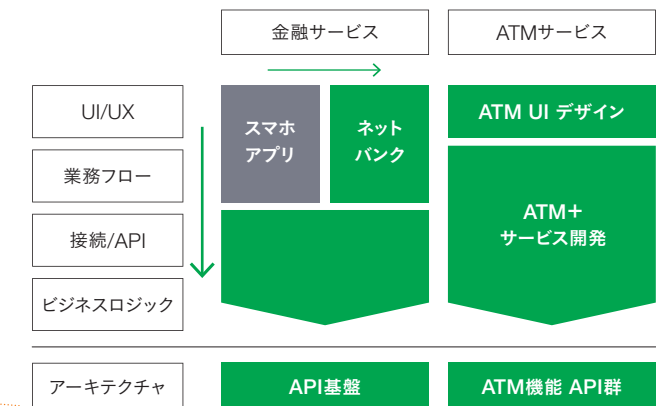 金融サービス
ATMサービス
UI/UX
業務フロー
接続/API
ビジネスロジック
スマホ
アプリ
ネット
バンク
ATM UI デザイン
ATM＋
サービス開発
アーキテクチャ
API基盤
ATM機能 API群